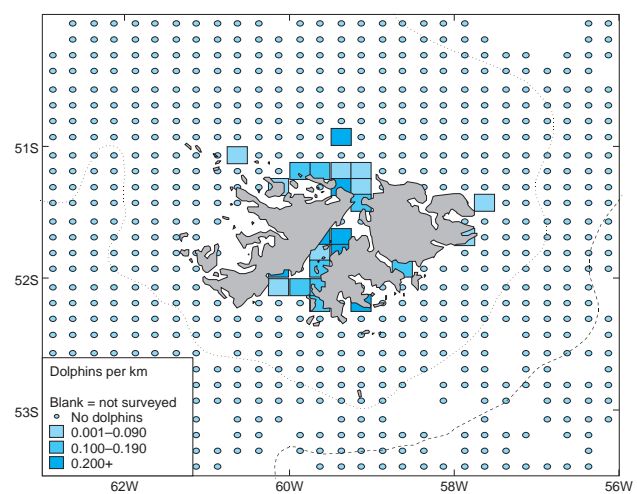 51S
52S
53S
Dolphins per km
Blank = not surveyed
No dolphins
0.001–0.090
0.100–0.190
0.200+
62W
60W
58W
56W